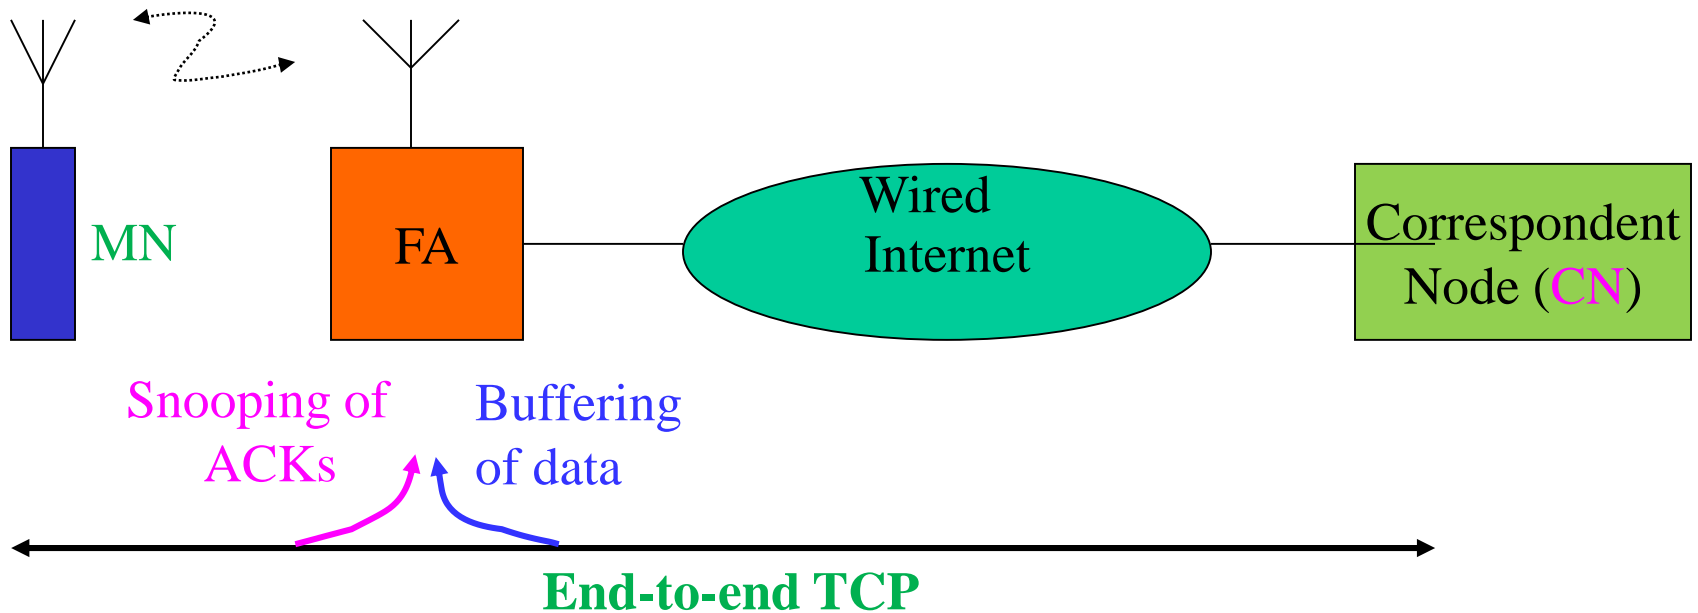 MN
FA
Wired
Internet
Correspondent
Node (CN)
Snooping of
ACKs
Buffering
of data
End-to-end TCP